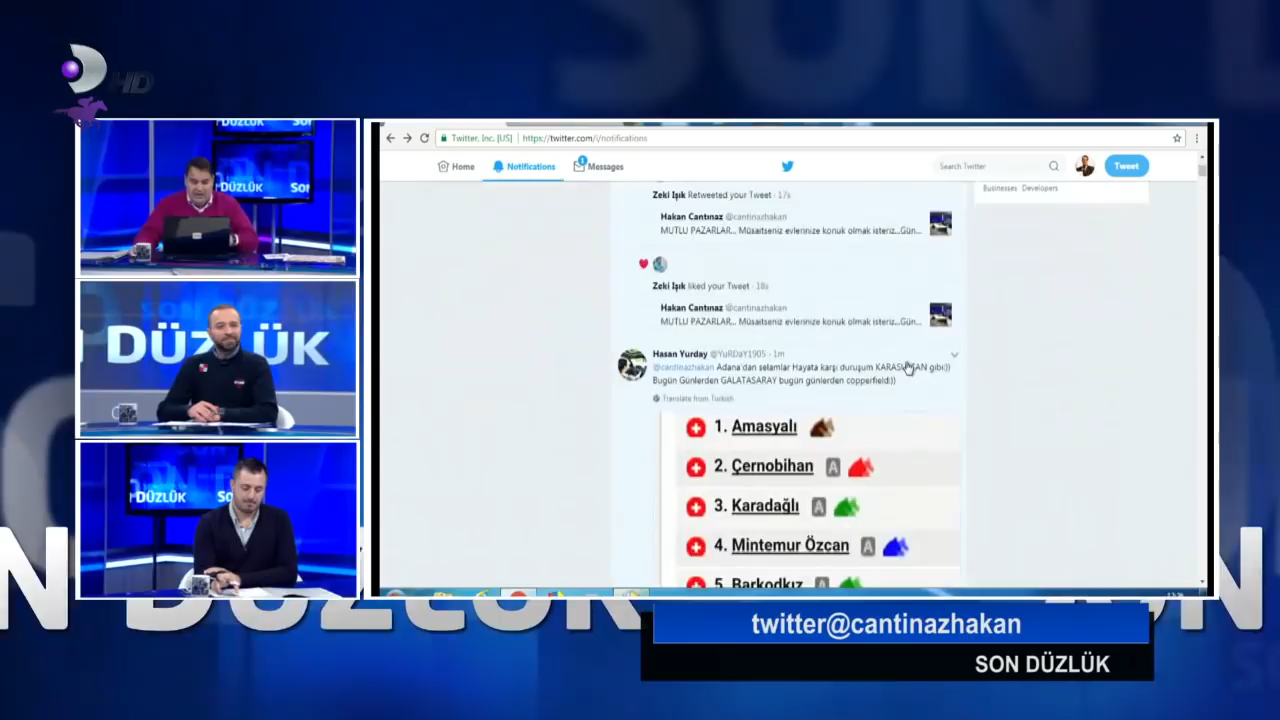 HD
DÜZLÜK SON
DÜZLÜK
DÜZLÜK
DÜZLÜK
Twitter, Inc. [US]
https://twitter.com/i/notifications
Home
Notifications
1
Messages
Search Twitter
Tweet
Businesses Developers
Zeki Işık Retweeted your Tweet · 17s
Hakan Cantınaz @cantinazhakan
MUTLU PAZARLAR... Müsaitseniz evlerinize konuk olmak isteriz...Gün...
Zeki Işık liked your Tweet · 18s
Hakan Cantınaz @cantinazhakan
MUTLU PAZARLAR... Müsaitseniz evlerinize konuk olmak isteriz...Gün...
Hasan Yurday @YuRDaY1905 · 1m
@cantinazhakan Adana'dan selamlar Hayata karşı duruşum gibi:))
Bugün Günlerden GALATASARAY bugün günlerden copperfield:))
Translate from Turkish
1. Amasyalı
2. Çernobihan A
3. Karadağlı A
4. Mintemur Özcan A
5. Barkodkız A
twitter@cantinazhakan
SON DÜZLÜK